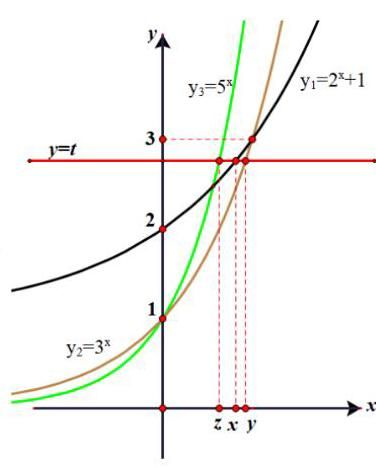 y
y₃=5ˣ
y₁=2ˣ+1
3
y=t
2
1
y₂=3ˣ
z x y
x